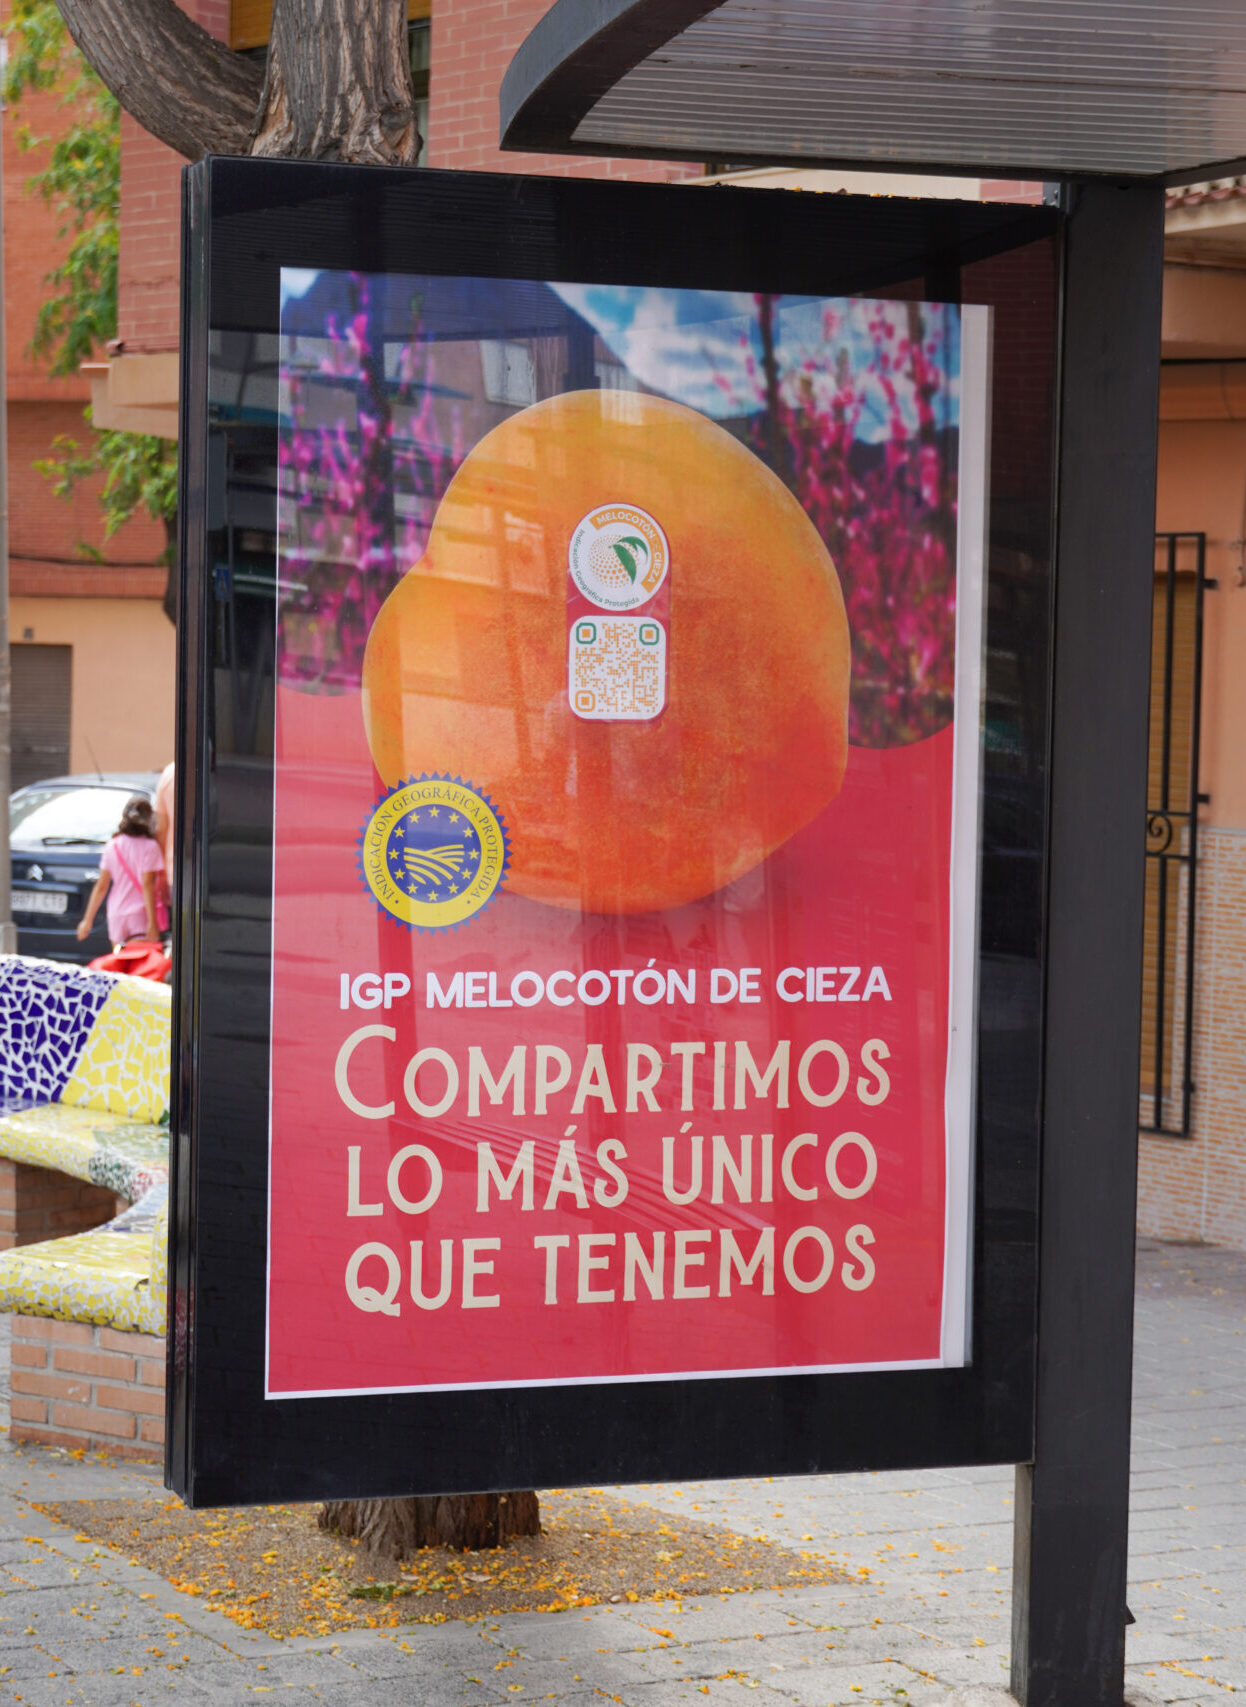 MELOCOTÓN CIEZA
Indicación Geográfica Protegida
INDICACIÓN GEOGRÁFICA PROTEGIDA
IGP MELOCOTÓN DE CIEZA
COMPARTIMOS
LO MÁS ÚNICO
QUE TENEMOS